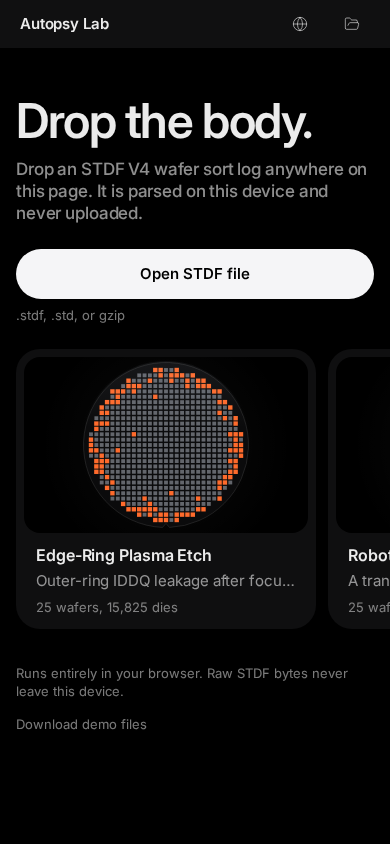 Autopsy Lab
Drop the body.
Drop an STDF V4 wafer sort log anywhere on
this page. It is parsed on this device and
never uploaded.
Open STDF file
.stdf, .std, or gzip
Edge-Ring Plasma Etch
Outer-ring IDDQ leakage after focu...
25 wafers, 15,825 dies
Robot
A tran
25 waf
Runs entirely in your browser. Raw STDF bytes never
leave this device.
Download demo files